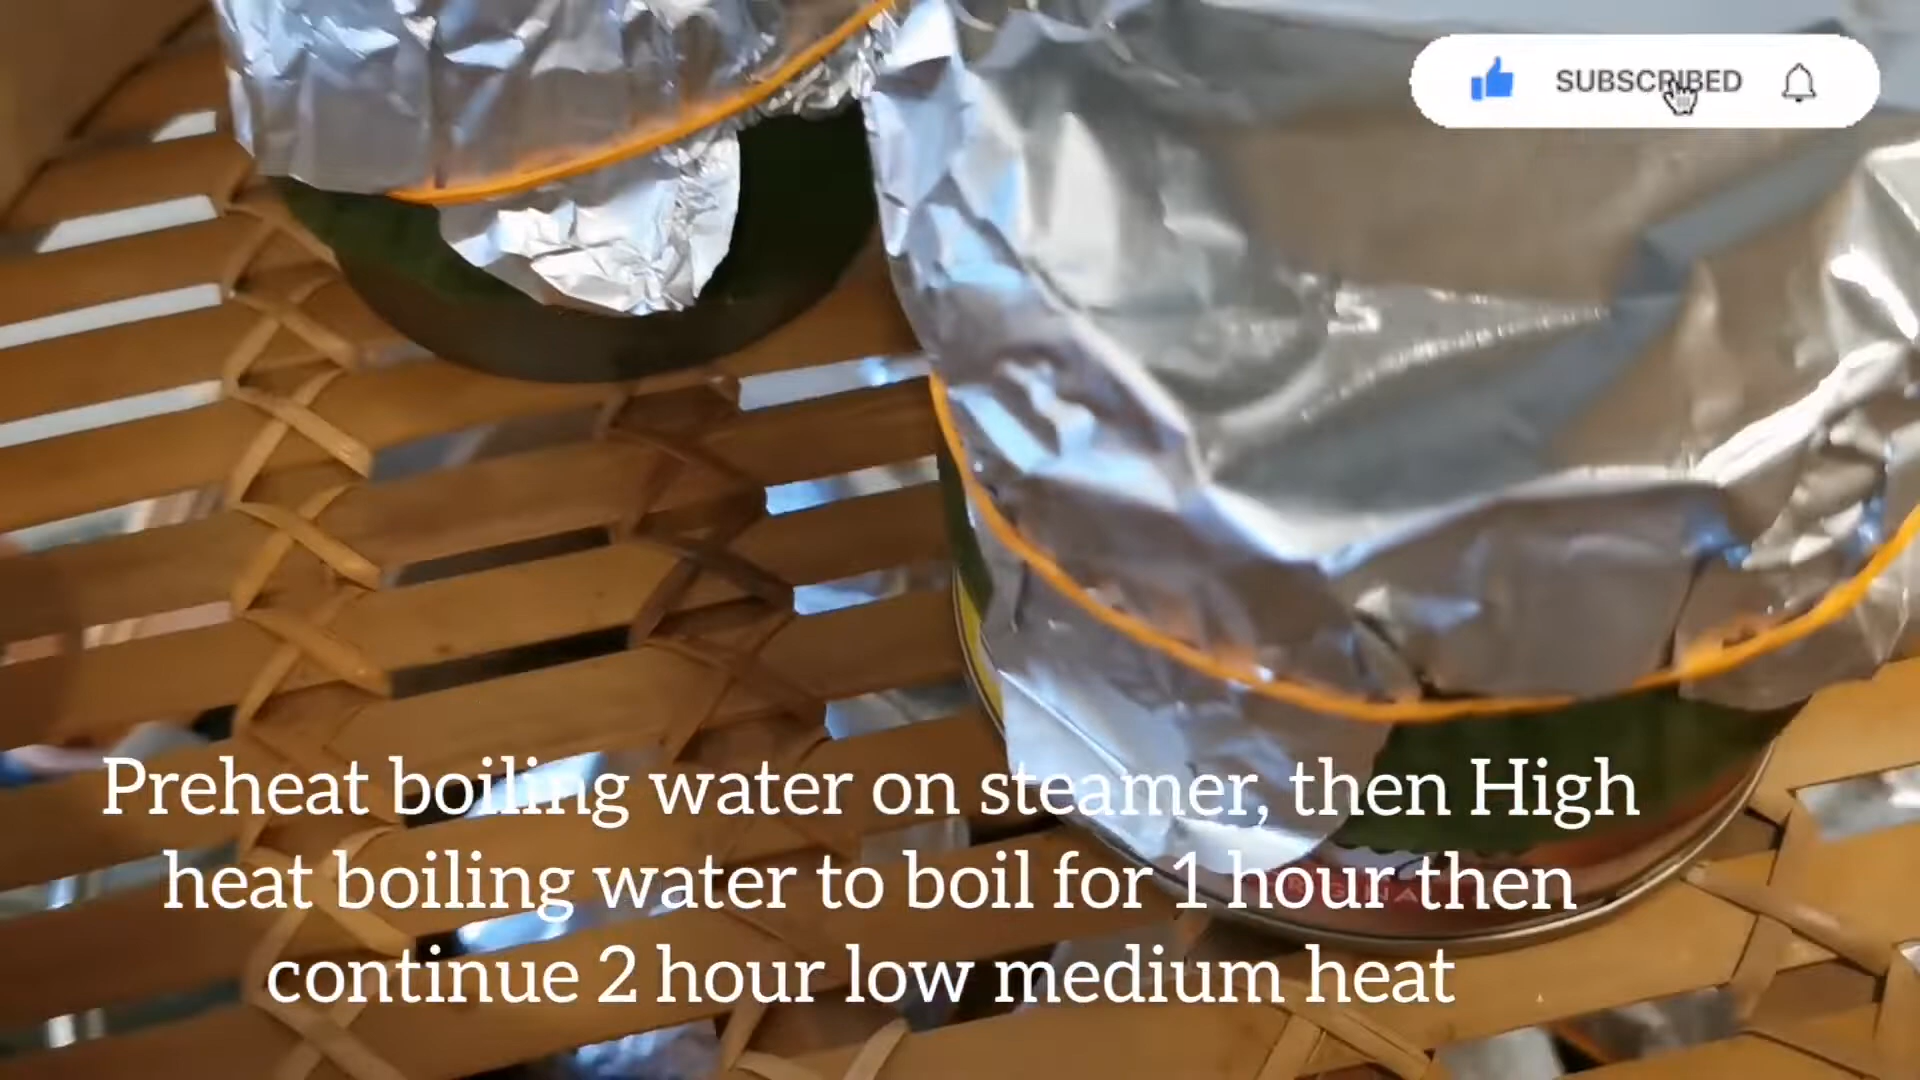 SUBSCRIBED
Preheat boiling water on steamer, then High
heat boiling water to boil for 1 hour then
continue 2 hour low medium heat